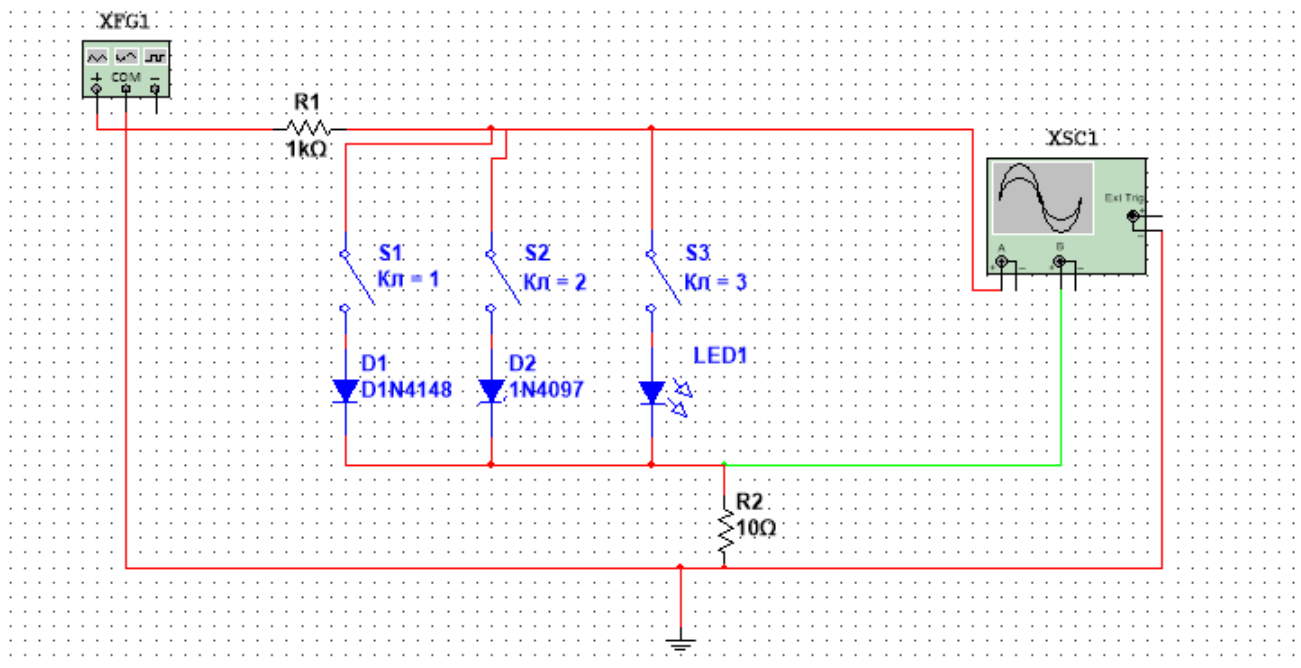 XFG1
+ COM −
R1
1kΩ
XSC1
Ext Trig
+
−
A
B
+ −
+ −
S1
Кл = 1
S2
Кл = 2
S3
Кл = 3
D1
D1N4148
D2
1N4097
LED1
R2
10Ω